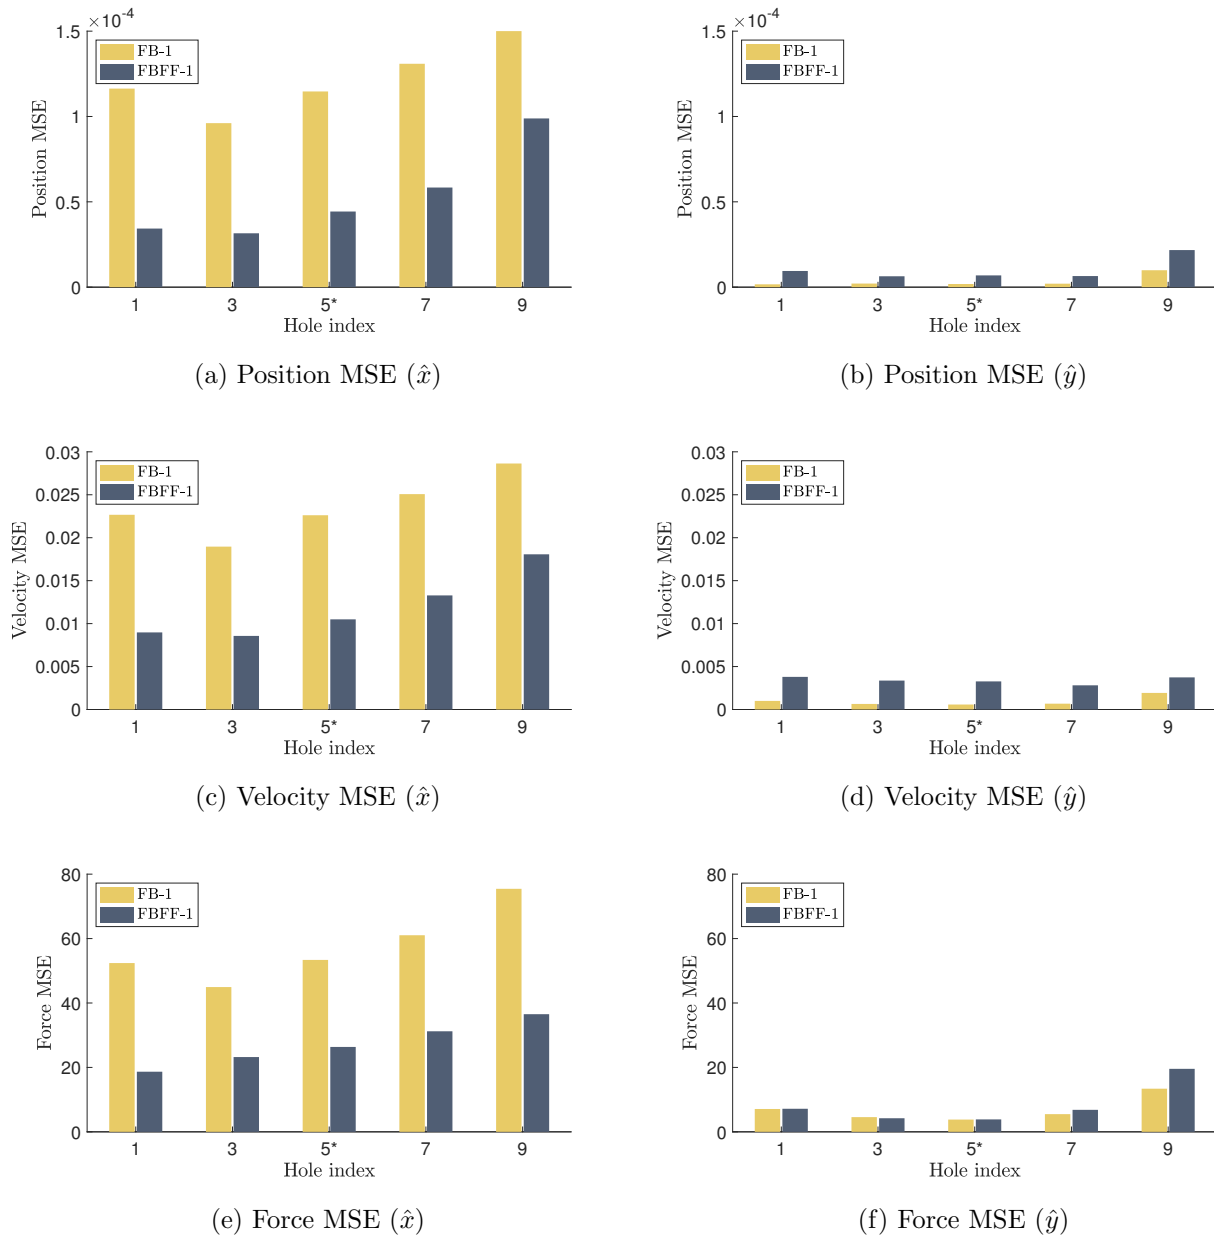 ×10⁻⁴
1.5
1
0.5
0
Position MSE
FB-1
FBFF-1
1 3 5* 7 9
Hole index
(a) Position MSE (x̂)
×10⁻⁴
1.5
1
0.5
0
Position MSE
FB-1
FBFF-1
1 3 5* 7 9
Hole index
(b) Position MSE (ŷ)
0.03
0.025
0.02
0.015
0.01
0.005
0
Velocity MSE
FB-1
FBFF-1
1 3 5* 7 9
Hole index
(c) Velocity MSE (x̂)
0.03
0.025
0.02
0.015
0.01
0.005
0
Velocity MSE
FB-1
FBFF-1
1 3 5* 7 9
Hole index
(d) Velocity MSE (ŷ)
80
60
40
20
0
Force MSE
FB-1
FBFF-1
1 3 5* 7 9
Hole index
(e) Force MSE (x̂)
80
60
40
20
0
Force MSE
FB-1
FBFF-1
1 3 5* 7 9
Hole index
(f) Force MSE (ŷ)